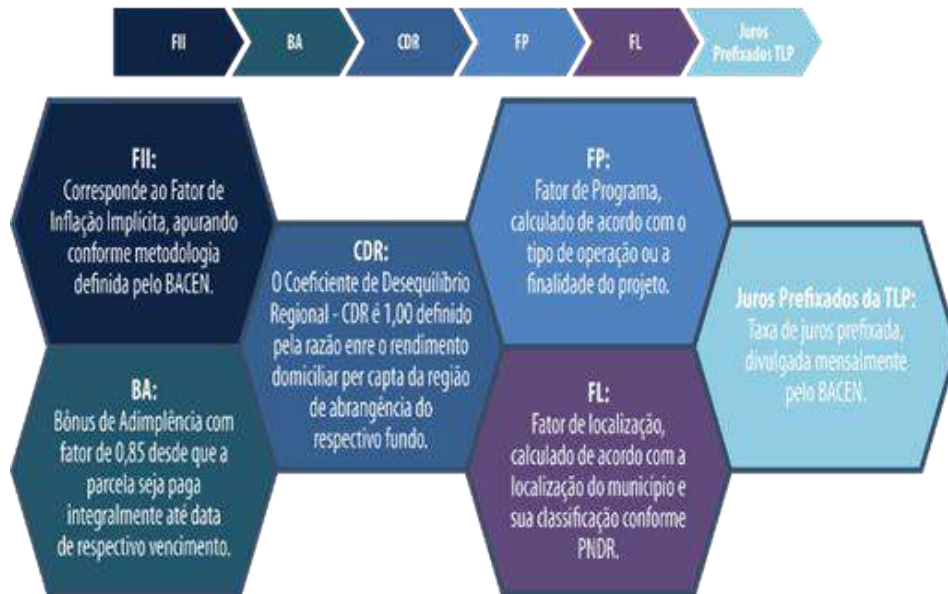 FII
BA
CDR
FP
FL
Juros
Prefixados TLP
FII:
Corresponde ao Fator de
Inflação Implícita, apurando
conforme metodologia
definida pelo BACEN.
BA:
Bônus de Adimplência com
fator de 0,85 desde que a
parcela seja paga
integralmente até data
de respectivo vencimento.
CDR:
O Coeficiente de Desequilíbrio
Regional - CDR é 1,00 definido
pela razão enre o rendimento
domiciliar per capta da região
de abrangência do
respectivo fundo.
FP:
Fator de Programa,
calculado de acordo com o
tipo de operação ou a
finalidade do projeto.
FL:
Fator de localização,
calculado de acordo com a
localização do município e
sua classificação conforme
PNDR.
Juros Prefixados da TLP:
Taxa de juros prefixada,
divulgada mensalmente
pelo BACEN.